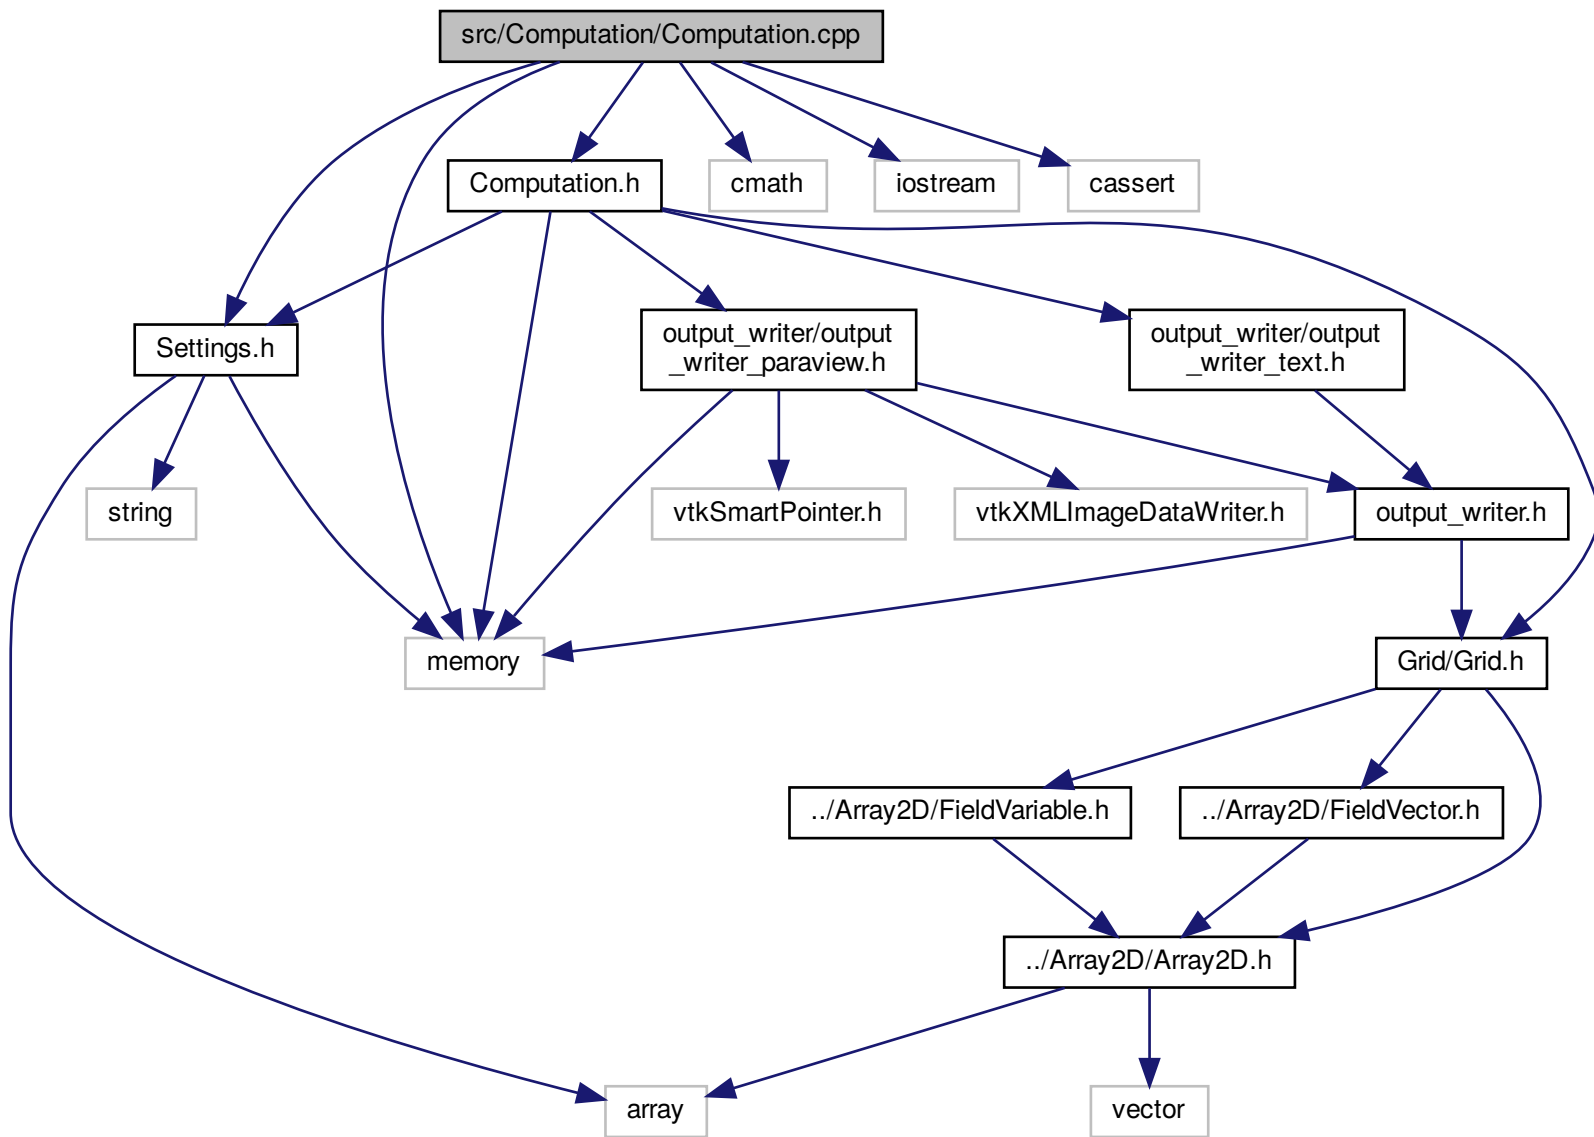 src/Computation/Computation.cpp
Computation.h
cmath
iostream
cassert
Settings.h
output_writer/output
_writer_paraview.h
output_writer/output
_writer_text.h
string
vtkSmartPointer.h
vtkXMLImageDataWriter.h
output_writer.h
memory
Grid/Grid.h
../Array2D/FieldVariable.h
../Array2D/FieldVector.h
../Array2D/Array2D.h
array
vector